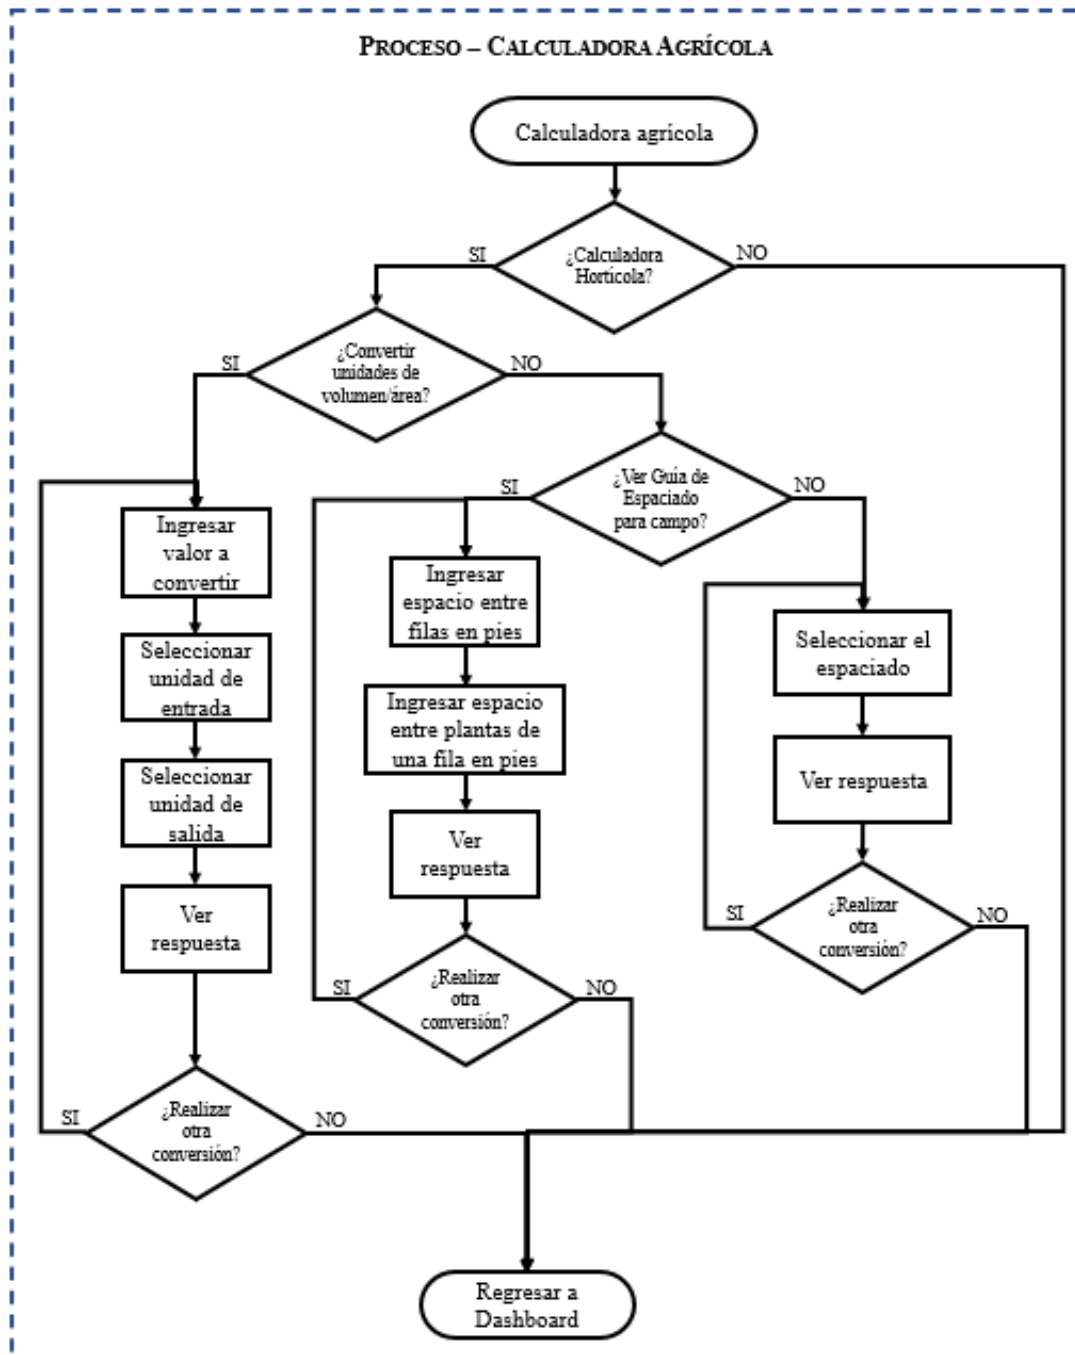 PROCESO – CALCULADORA AGRÍCOLA
Calculadora agrícola
¿Calculadora
Hortícola?
SI
NO
¿Convertir
unidades de
volumen/área?
SI
NO
¿Ver Guía de
Espaciado
para campo?
SI
NO
Ingresar
valor a
convertir
Seleccionar
unidad de
entrada
Seleccionar
unidad de
salida
Ver
respuesta
¿Realizar
otra
conversión?
SI
NO
Ingresar
espacio entre
filas en pies
Ingresar espacio
entre plantas de
una fila en pies
Ver
respuesta
¿Realizar
otra
conversión?
SI
NO
Seleccionar el
espaciado
Ver respuesta
¿Realizar
otra
conversión?
SI
NO
Regresar a
Dashboard